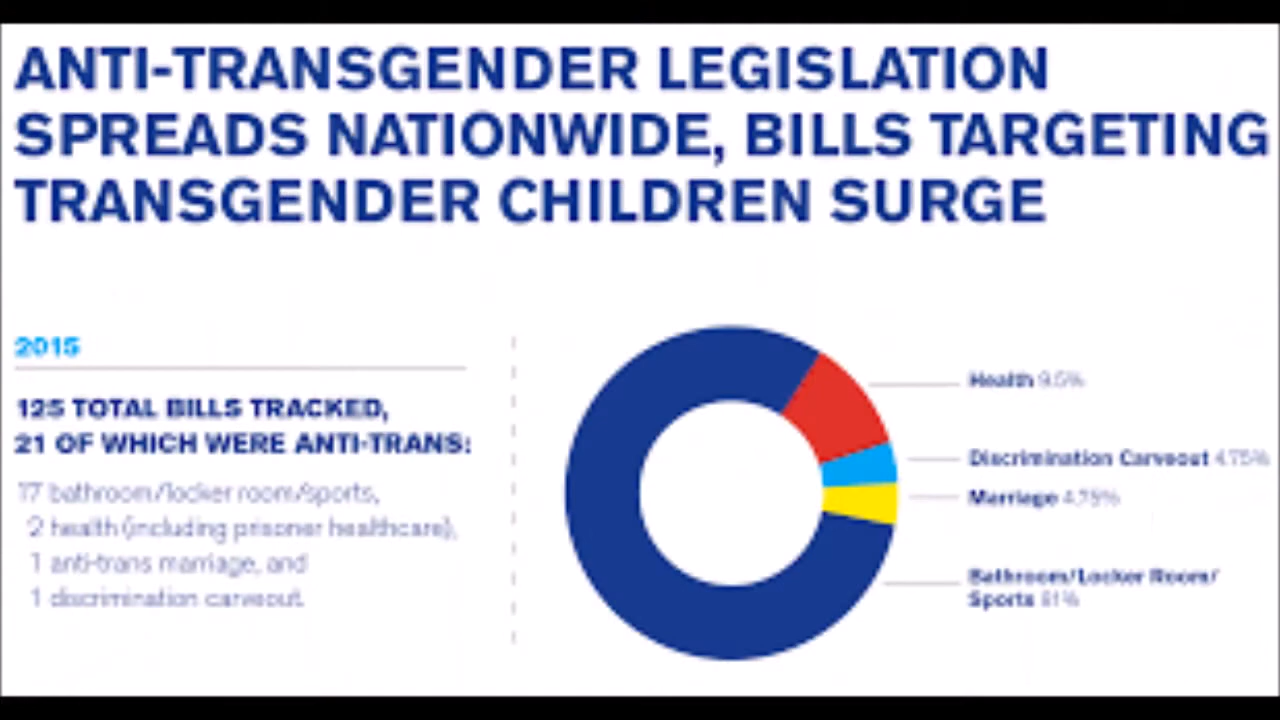 ANTI-TRANSGENDER LEGISLATION
SPREADS NATIONWIDE, BILLS TARGETING
TRANSGENDER CHILDREN SURGE
2015
125 TOTAL BILLS TRACKED,
21 OF WHICH WERE ANTI-TRANS:
17 bathroom/locker room/sports,
2 health (including prisoner healthcare),
1 anti-trans marriage, and
1 discrimination carveout.
Health 9.5%
Discrimination Carveout 4.75%
Marriage 4.75%
Bathroom/Locker Room/
Sports 81%